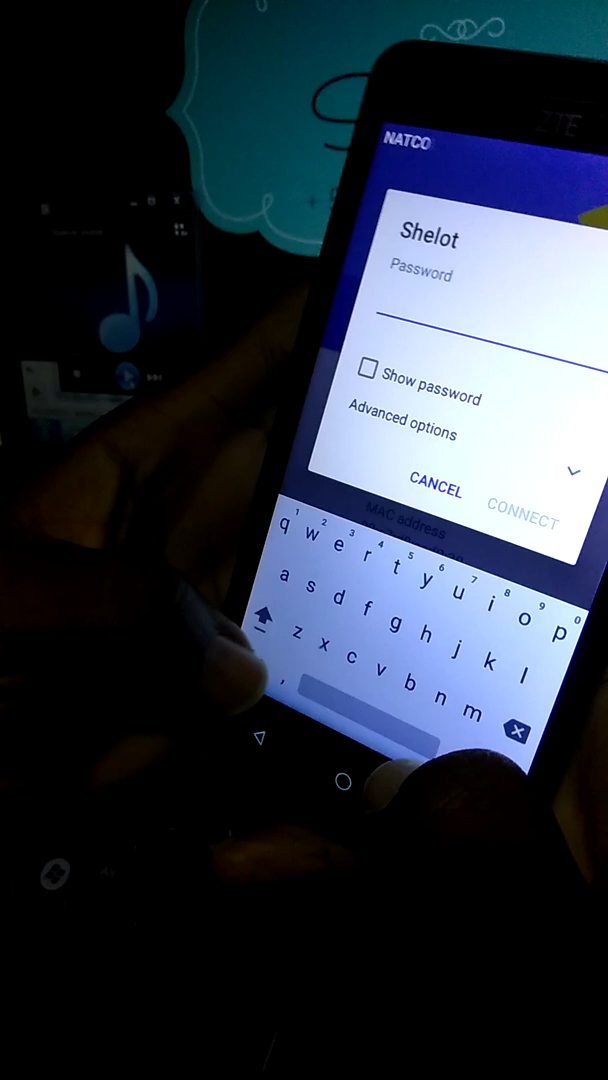 ZTE
NATCO
Shelot
Password
Show password
Advanced options
CANCEL CONNECT
MAC address
1 2 3 4 5 6 7 8 9 0
q w e r t y u i o p
a s d f g h j k l
z x c v b n m
,